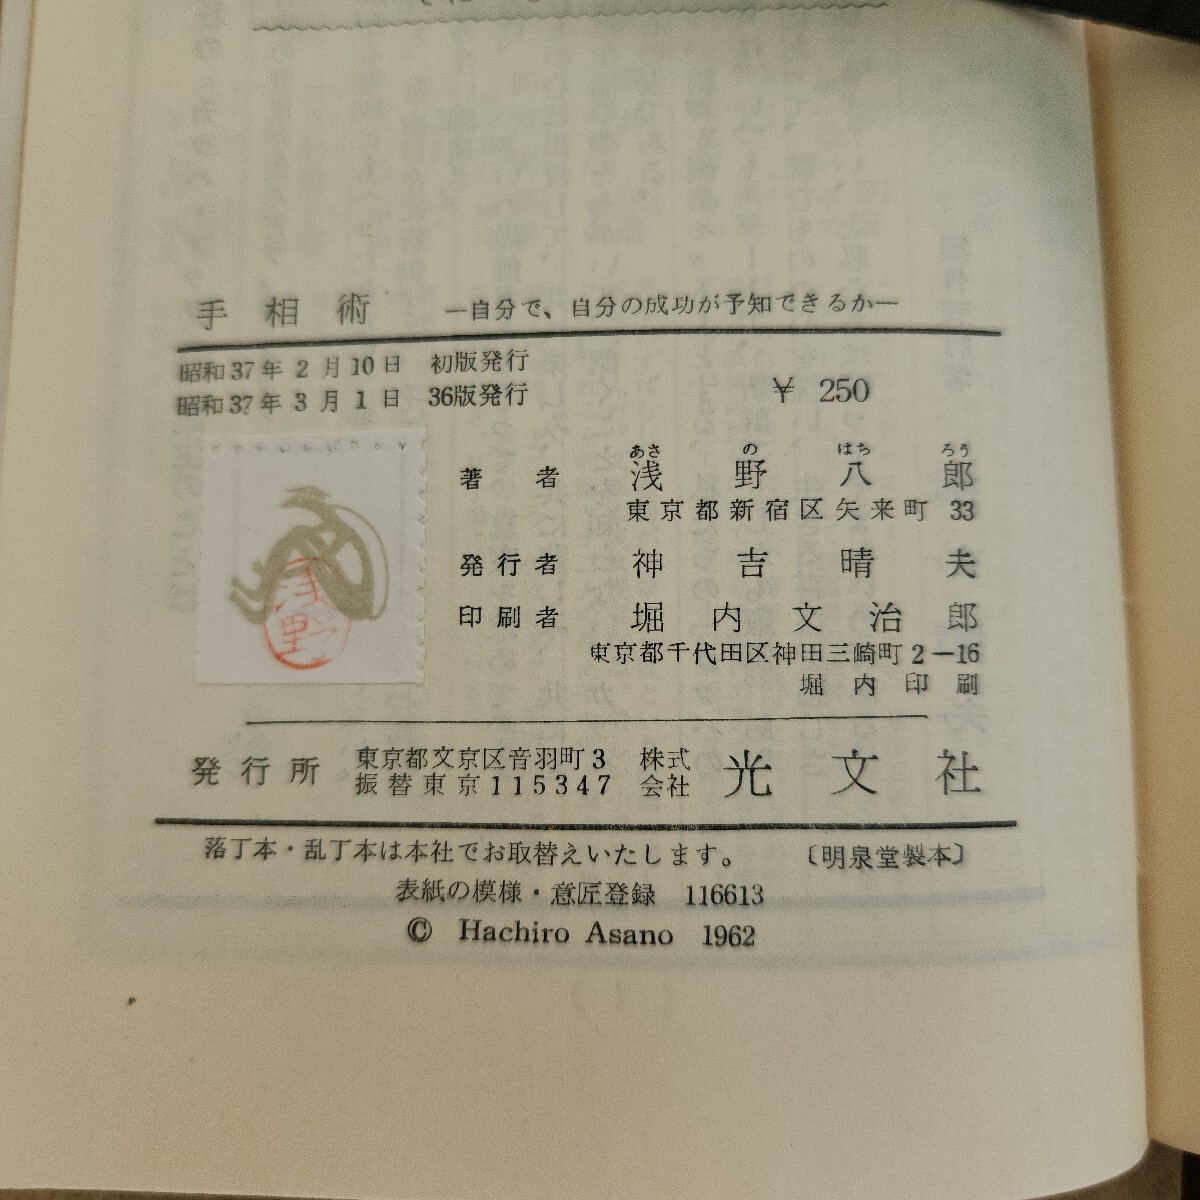 手相術 —自分で、自分の成功が予知できるか—
昭和37年2月10日 初版発行
昭和37年3月1日 36版発行
¥ 250
あさ の はち ろう
著者 浅野八郎
東京都新宿区矢来町 33
発行者 神吉晴夫
印刷者 堀内文治郎
東京都千代田区神田三崎町2—16
堀内印刷
浅野
発行所 東京都文京区音羽町3 株式会社 光文社
振替東京115347
落丁本・乱丁本は本社でお取替えいたします。 〔明泉堂製本〕
表紙の模様・意匠登録 116613
© Hachiro Asano 1962